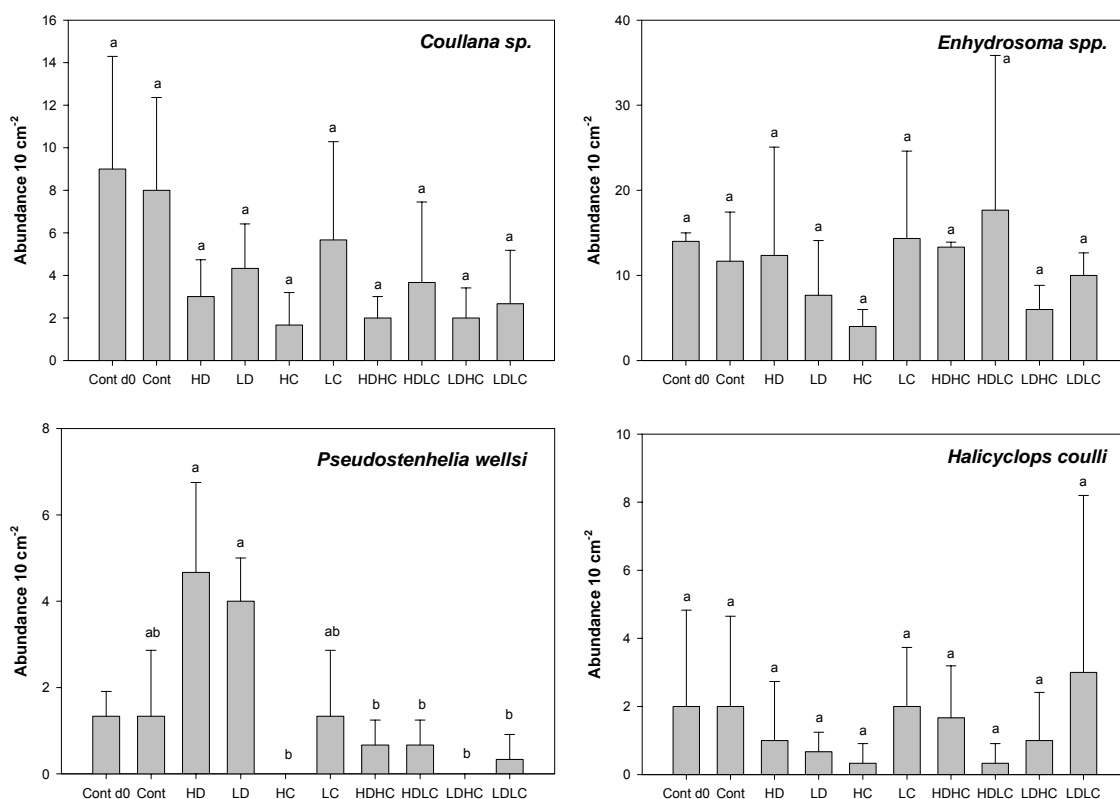 Coullana sp.
Abundance 10 cm-2
16
14
12
10
8
6
4
2
0
a a a a a a a a a a
Cont d0 Cont HD LD HC LC HDHC HDLC LDHC LDLC
Enhydrosoma spp.
Abundance 10 cm-2
40
30
20
10
0
a a a a a a a a a a
Cont d0 Cont HD LD HC LC HDHC HDLC LDHC LDLC
Pseudostenhelia wellsi
Abundance 10 cm-2
8
6
4
2
0
ab a a b ab b b b b
Cont d0 Cont HD LD HC LC HDHC HDLC LDHC LDLC
Halicyclops coulli
Abundance 10 cm-2
10
8
6
4
2
0
a a a a a a a a a a
Cont d0 Cont HD LD HC LC HDHC HDLC LDHC LDLC